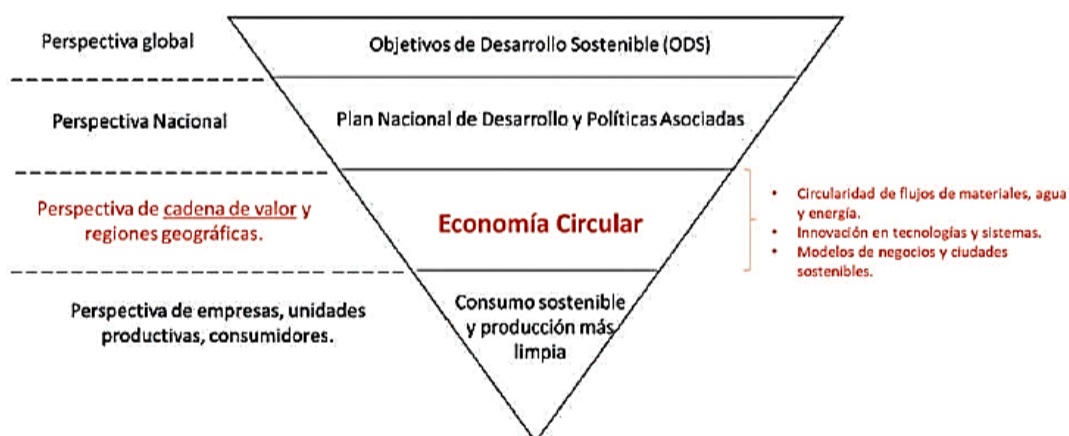 Perspectiva global
Objetivos de Desarrollo Sostenible (ODS)
Perspectiva Nacional
Plan Nacional de Desarrollo y Políticas Asociadas
Perspectiva de cadena de valor y
regiones geográficas.
Economía Circular
• Circularidad de flujos de materiales, agua
y energía.
• Innovación en tecnologías y sistemas.
• Modelos de negocios y ciudades
sostenibles.
Perspectiva de empresas, unidades
productivas, consumidores.
Consumo sostenible
y producción más
limpia